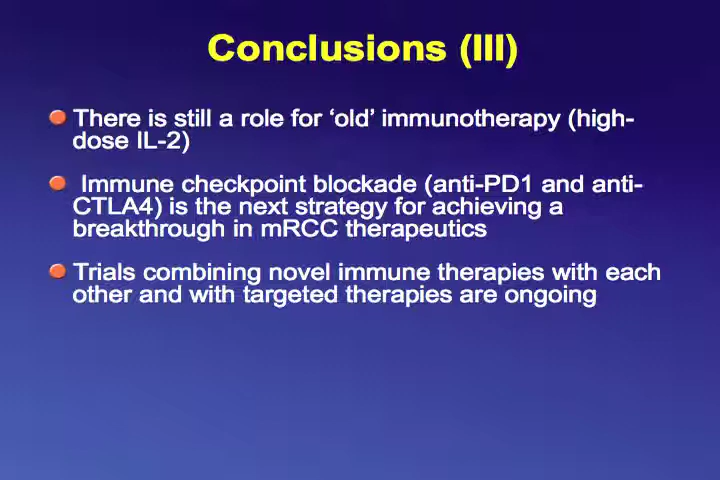 Conclusions (III)
There is still a role for ‘old’ immunotherapy (high-
dose IL-2)
Immune checkpoint blockade (anti-PD1 and anti-
CTLA4) is the next strategy for achieving a
breakthrough in mRCC therapeutics
Trials combining novel immune therapies with each
other and with targeted therapies are ongoing